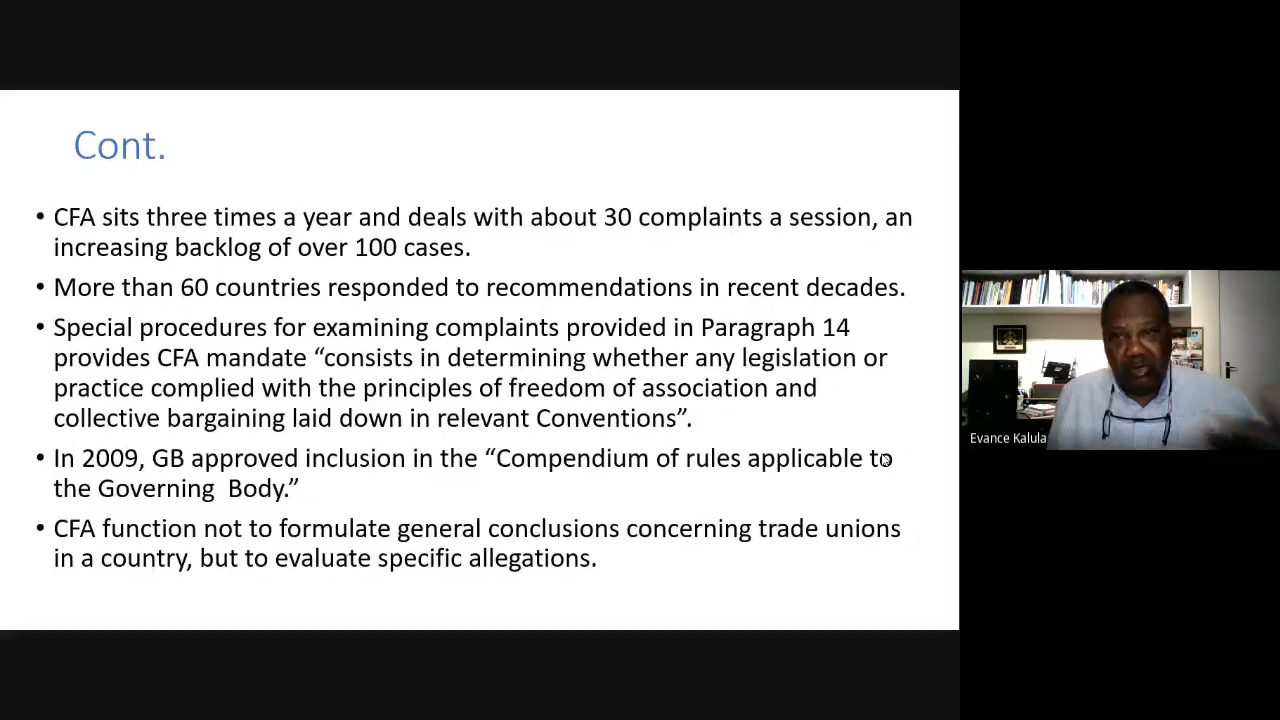 Cont.
• CFA sits three times a year and deals with about 30 complaints a session, an
increasing backlog of over 100 cases.
• More than 60 countries responded to recommendations in recent decades.
• Special procedures for examining complaints provided in Paragraph 14
provides CFA mandate “consists in determining whether any legislation or
practice complied with the principles of freedom of association and
collective bargaining laid down in relevant Conventions”.
• In 2009, GB approved inclusion in the “Compendium of rules applicable to
the Governing  Body.”
• CFA function not to formulate general conclusions concerning trade unions
in a country, but to evaluate specific allegations.
Evance Kalula